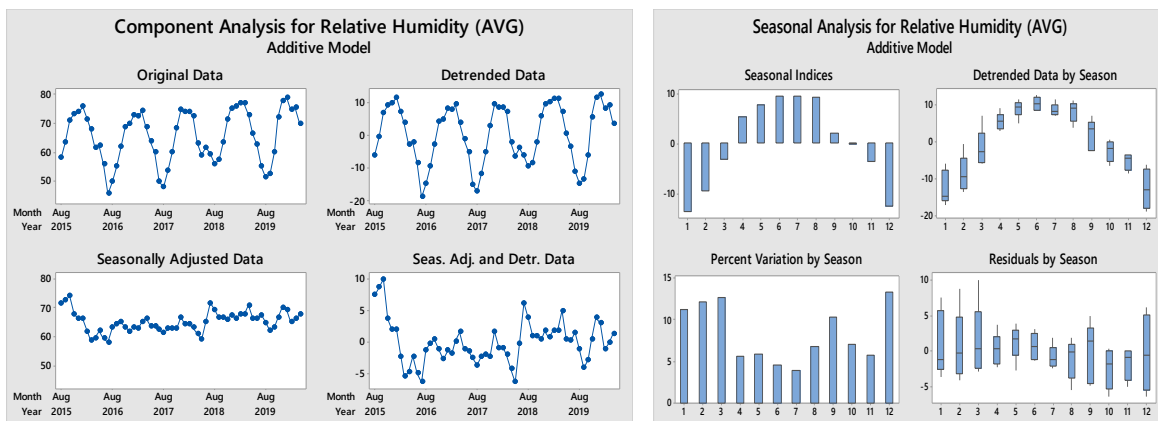 Component Analysis for Relative Humidity (AVG)
Additive Model
Original Data
80
70
60
50
Month Aug Aug Aug Aug Aug
Year 2015 2016 2017 2018 2019
Detrended Data
10
0
-10
-20
Month Aug Aug Aug Aug Aug
Year 2015 2016 2017 2018 2019
Seasonally Adjusted Data
80
70
60
50
Month Aug Aug Aug Aug Aug
Year 2015 2016 2017 2018 2019
Seas. Adj. and Detr. Data
10
5
0
-5
Month Aug Aug Aug Aug Aug
Year 2015 2016 2017 2018 2019
Seasonal Analysis for Relative Humidity (AVG)
Additive Model
Seasonal Indices
10
0
-10
1 2 3 4 5 6 7 8 9 10 11 12
Detrended Data by Season
10
0
-10
-20
1 2 3 4 5 6 7 8 9 10 11 12
Percent Variation by Season
15
10
5
0
1 2 3 4 5 6 7 8 9 10 11 12
Residuals by Season
10
5
0
-5
1 2 3 4 5 6 7 8 9 10 11 12